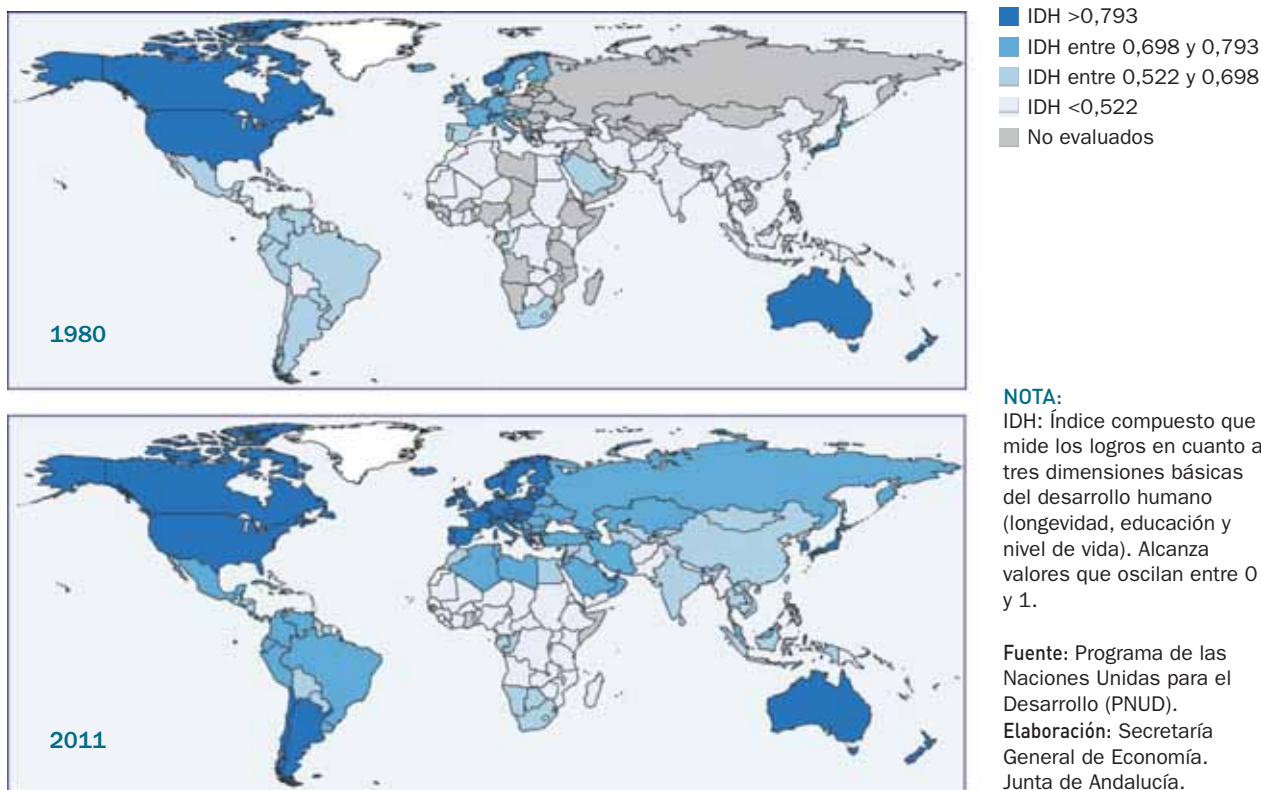 IDH >0,793
IDH entre 0,698 y 0,793
IDH entre 0,522 y 0,698
IDH <0,522
No evaluados
1980
2011
NOTA:
IDH: Índice compuesto que
mide los logros en cuanto a
tres dimensiones básicas
del desarrollo humano
(longevidad, educación y
nivel de vida). Alcanza
valores que oscilan entre 0
y 1.
Fuente: Programa de las
Naciones Unidas para el
Desarrollo (PNUD).
Elaboración: Secretaría
General de Economía.
Junta de Andalucía.